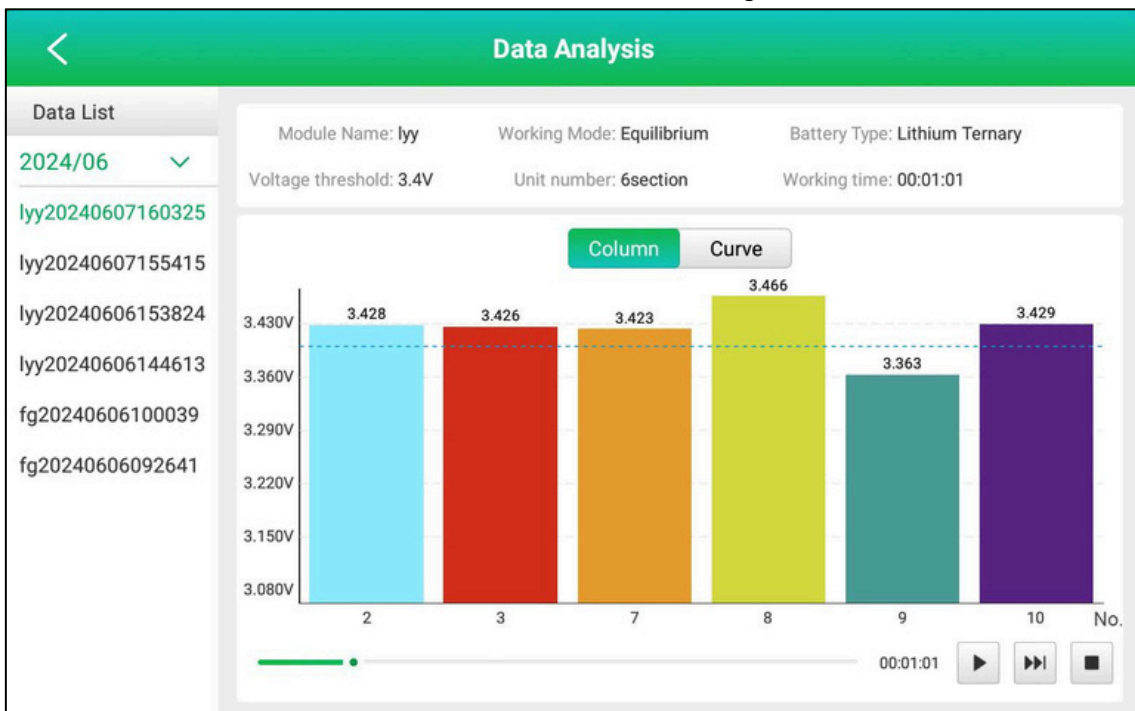 Data Analysis
Data List
2024/06
lyy20240607160325
lyy20240607155415
lyy20240606153824
lyy20240606144613
fg20240606100039
fg20240606092641
Module Name: lyy
Working Mode: Equilibrium
Battery Type: Lithium Ternary
Voltage threshold: 3.4V
Unit number: 6section
Working time: 00:01:01
Column
Curve
3.430V
3.360V
3.290V
3.220V
3.150V
3.080V
3.428
3.426
3.423
3.466
3.363
3.429
2
3
7
8
9
10
No.
00:01:01